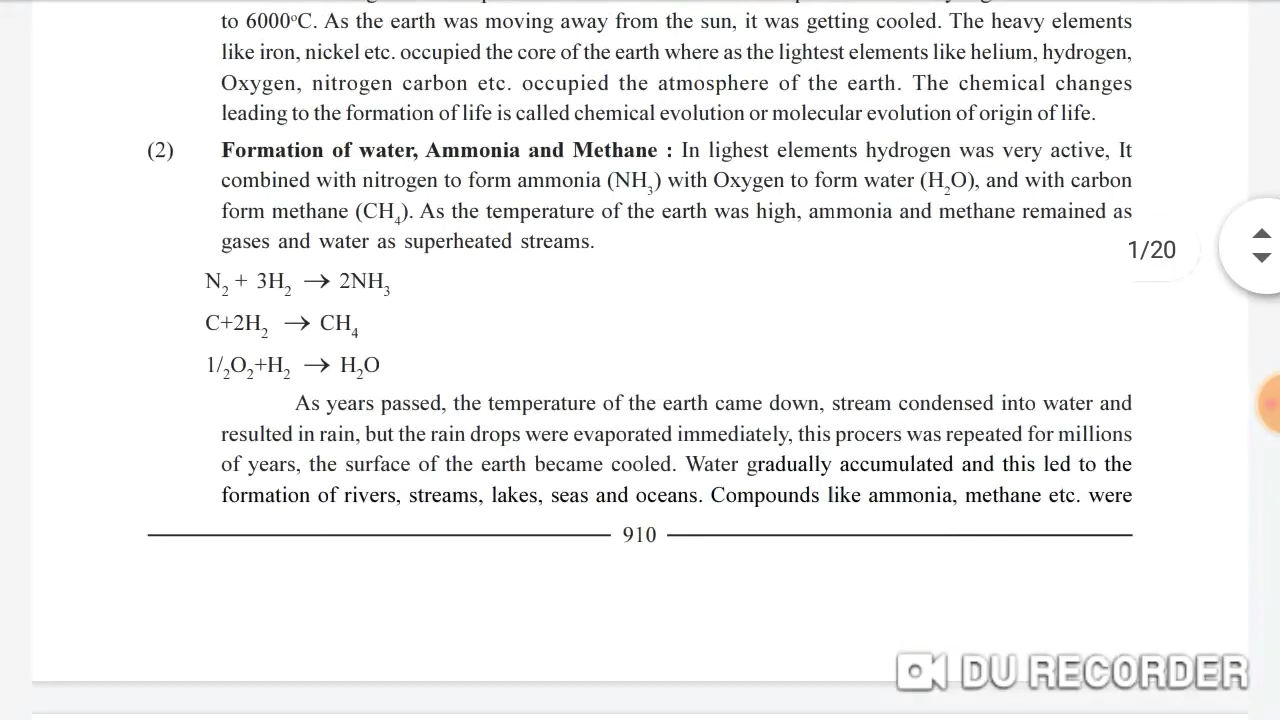 to 6000°C. As the earth was moving away from the sun, it was getting cooled. The heavy elements
like iron, nickel etc. occupied the core of the earth where as the lightest elements like helium, hydrogen,
Oxygen, nitrogen carbon etc. occupied the atmosphere of the earth. The chemical changes
leading to the formation of life is called chemical evolution or molecular evolution of origin of life.
(2) Formation of water, Ammonia and Methane : In lighest elements hydrogen was very active, It
combined with nitrogen to form ammonia (NH₃) with Oxygen to form water (H₂O), and with carbon
form methane (CH₄). As the temperature of the earth was high, ammonia and methane remained as
gases and water as superheated streams.
1/20
N₂ + 3H₂ → 2NH₃
C+2H₂ → CH₄
1/₂O₂+H₂ → H₂O
As years passed, the temperature of the earth came down, stream condensed into water and
resulted in rain, but the rain drops were evaporated immediately, this procers was repeated for millions
of years, the surface of the earth became cooled. Water gradually accumulated and this led to the
formation of rivers, streams, lakes, seas and oceans. Compounds like ammonia, methane etc. were
910
DU RECORDER